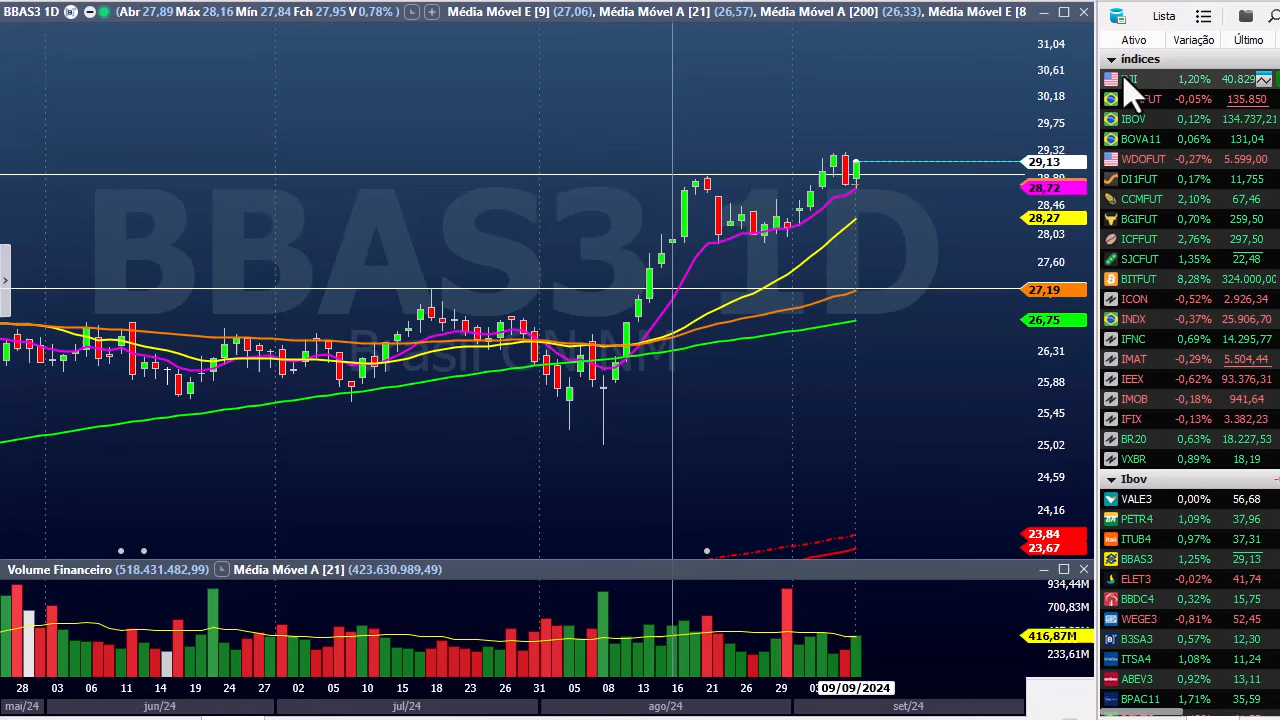 BBAS3 1D (Abr 27,89 Máx 28,16 Mín 27,84 Fch 27,95 V 0,78% ) Média Móvel E [9] (27,06), Média Móvel A [21] (26,57), Média Móvel A [200] (26,33), Média Móvel E [8
31,04
30,61
30,18
29,75
29,32
29,13
28,72
28,46
28,27
28,03
27,60
27,19
26,75
26,31
25,88
25,45
25,02
24,59
24,16
23,84
23,67
BBAS3 1D
Brasil ON NM
Volume Financeiro (518.431.482,99) Média Móvel A [21] (423.630.489,49)
934,44M
700,83M
416,87M
233,61M
28 03 06 11 14 19 27 18 23 26 31 16 21 26 29 09/09/2024
mai/24 jun/24 ago/24 set/24
Lista
Ativo Variação Último
índices
DJI 1,20% 40.829
FUT -0,05% 135.850
IBOV 0,12% 134.737,21
BOVA11 0,06% 131,04
WDOFUT -0,27% 5.599,00
DI1FUT 0,17% 11,755
CCMFUT 2,10% 67,46
BGIFUT 0,70% 259,50
ICFFUT 2,76% 297,50
SJCFUT 1,35% 22,48
BITFUT 8,28% 324.000,00
ICON -0,52% 2.926,34
INDX -0,37% 25.906,70
IFNC 0,69% 14.295,77
IMAT -0,29% 5.504,44
IEEX -0,62% 93.376,31
IMOB -0,18% 941,64
IFIX -0,13% 3.382,23
BR20 0,63% 18.227,53
VXBR 0,89% 18,19
Ibov
VALE3 0,00% 56,68
PETR4 1,09% 37,96
ITUB4 0,97% 37,31
BBAS3 1,25% 29,13
ELET3 -0,02% 41,74
BBDC4 0,32% 15,75
WEGE3 -0,81% 52,45
B3SA3 0,57% 12,30
ITSA4 1,08% 11,24
ABEV3 0,92% 13,11
BPAC11 1,71% 35,59